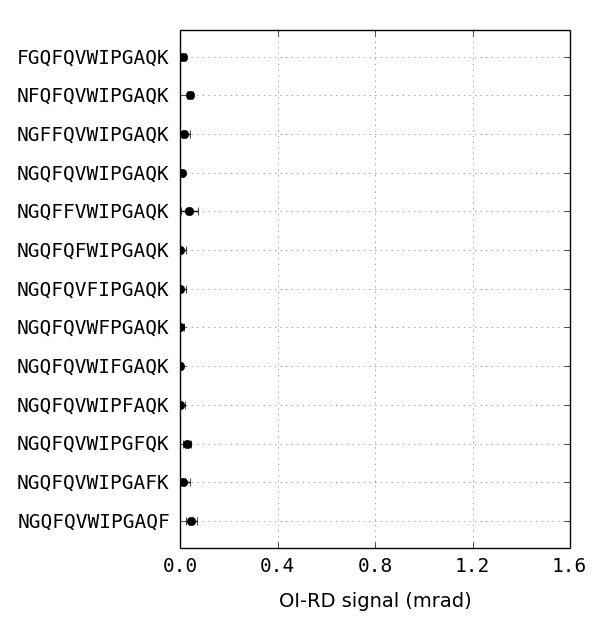 FGQFQVWIPGAQK
NFQFQVWIPGAQK
NGFFQVWIPGAQK
NGQFQVWIPGAQK
NGQFFVWIPGAQK
NGQFQFWIPGAQK
NGQFQVFIPGAQK
NGQFQVWFPGAQK
NGQFQVWIFGAQK
NGQFQVWIPFAQK
NGQFQVWIPGFQK
NGQFQVWIPGAFK
NGQFQVWIPGAQF
0.0 0.4 0.8 1.2 1.6
OI-RD signal (mrad)